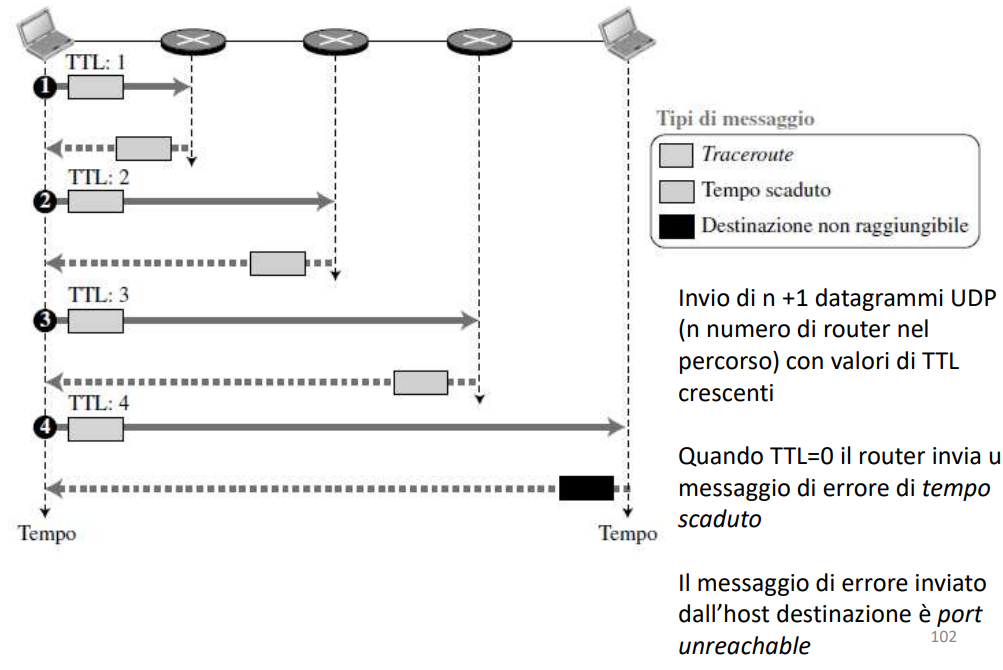 TTL: 1
1
TTL: 2
2
TTL: 3
3
TTL: 4
4
Tempo
Tempo
Tipi di messaggio
Traceroute
Tempo scaduto
Destinazione non raggiungibile
Invio di n +1 datagrammi UDP
(n numero di router nel
percorso) con valori di TTL
crescenti
Quando TTL=0 il router invia u
messaggio di errore di tempo
scaduto
Il messaggio di errore inviato
dall’host destinazione è port
unreachable
102